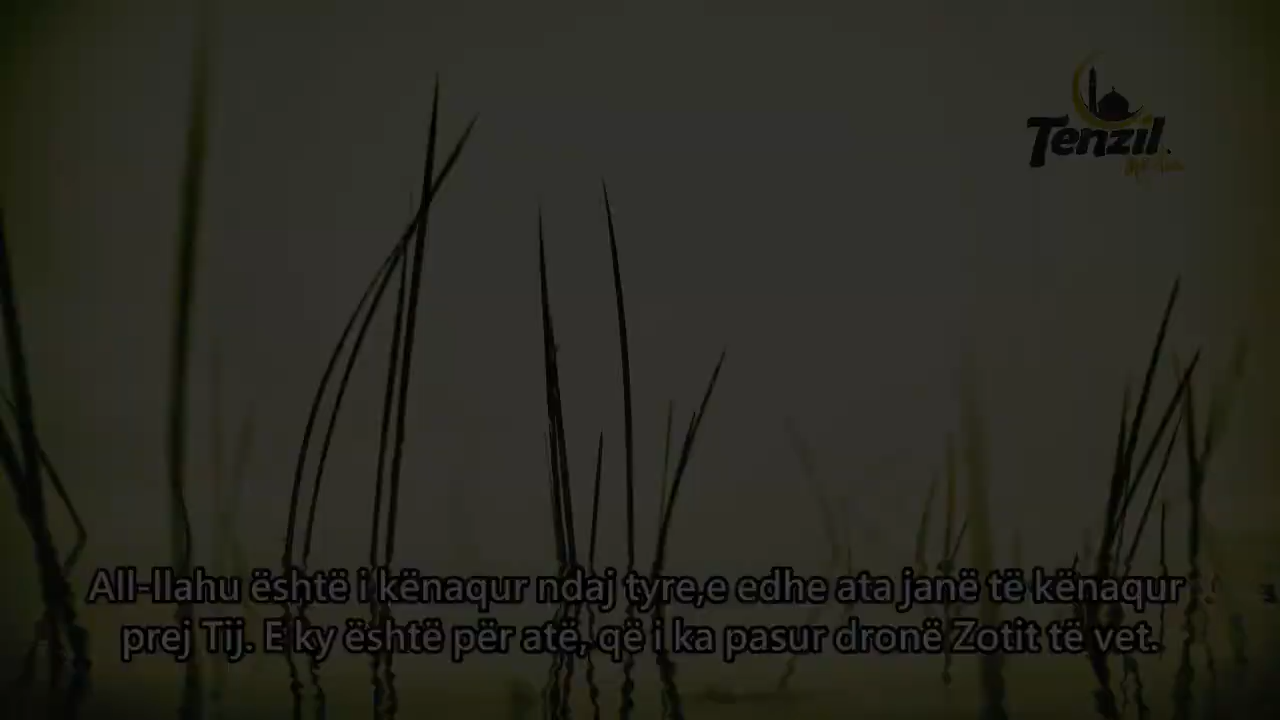 Tenzil
All-llahu është i kënaqur ndaj tyre,e edhe ata janë të kënaqur
prej Tij. E ky është për atë, që i ka pasur dronë Zotit të vet.